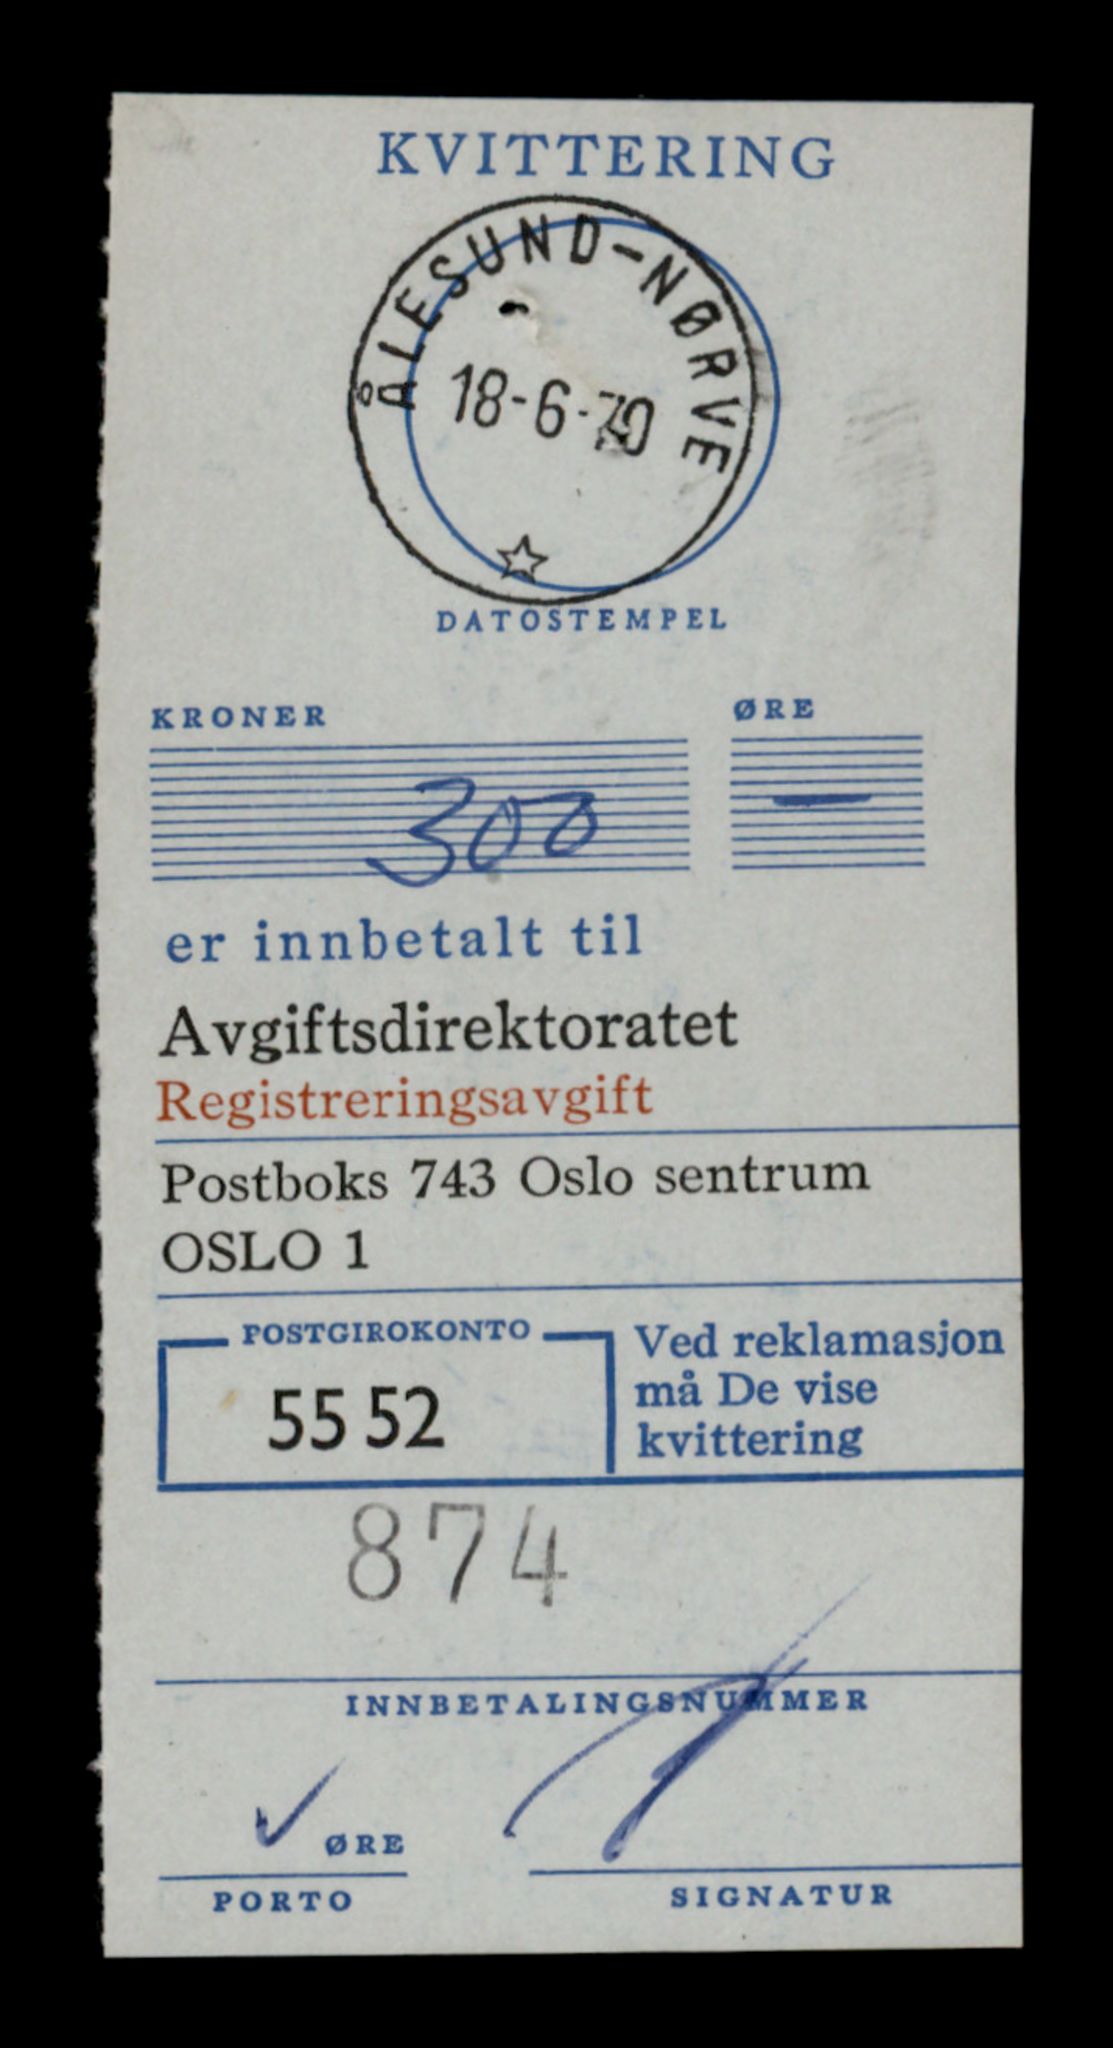 KVITTERING
ÅLESUND-NØRVE
18-6-70
DATOSTEMPEL
KRONER ØRE
300 —
er innbetalt til
Avgiftsdirektoratet
Registreringsavgift
Postboks 743 Oslo sentrum
OSLO 1
POSTGIROKONTO
55 52
Ved reklamasjon
må De vise
kvittering
874
INNBETALINGSNUMMER
ØRE
PORTO
SIGNATUR